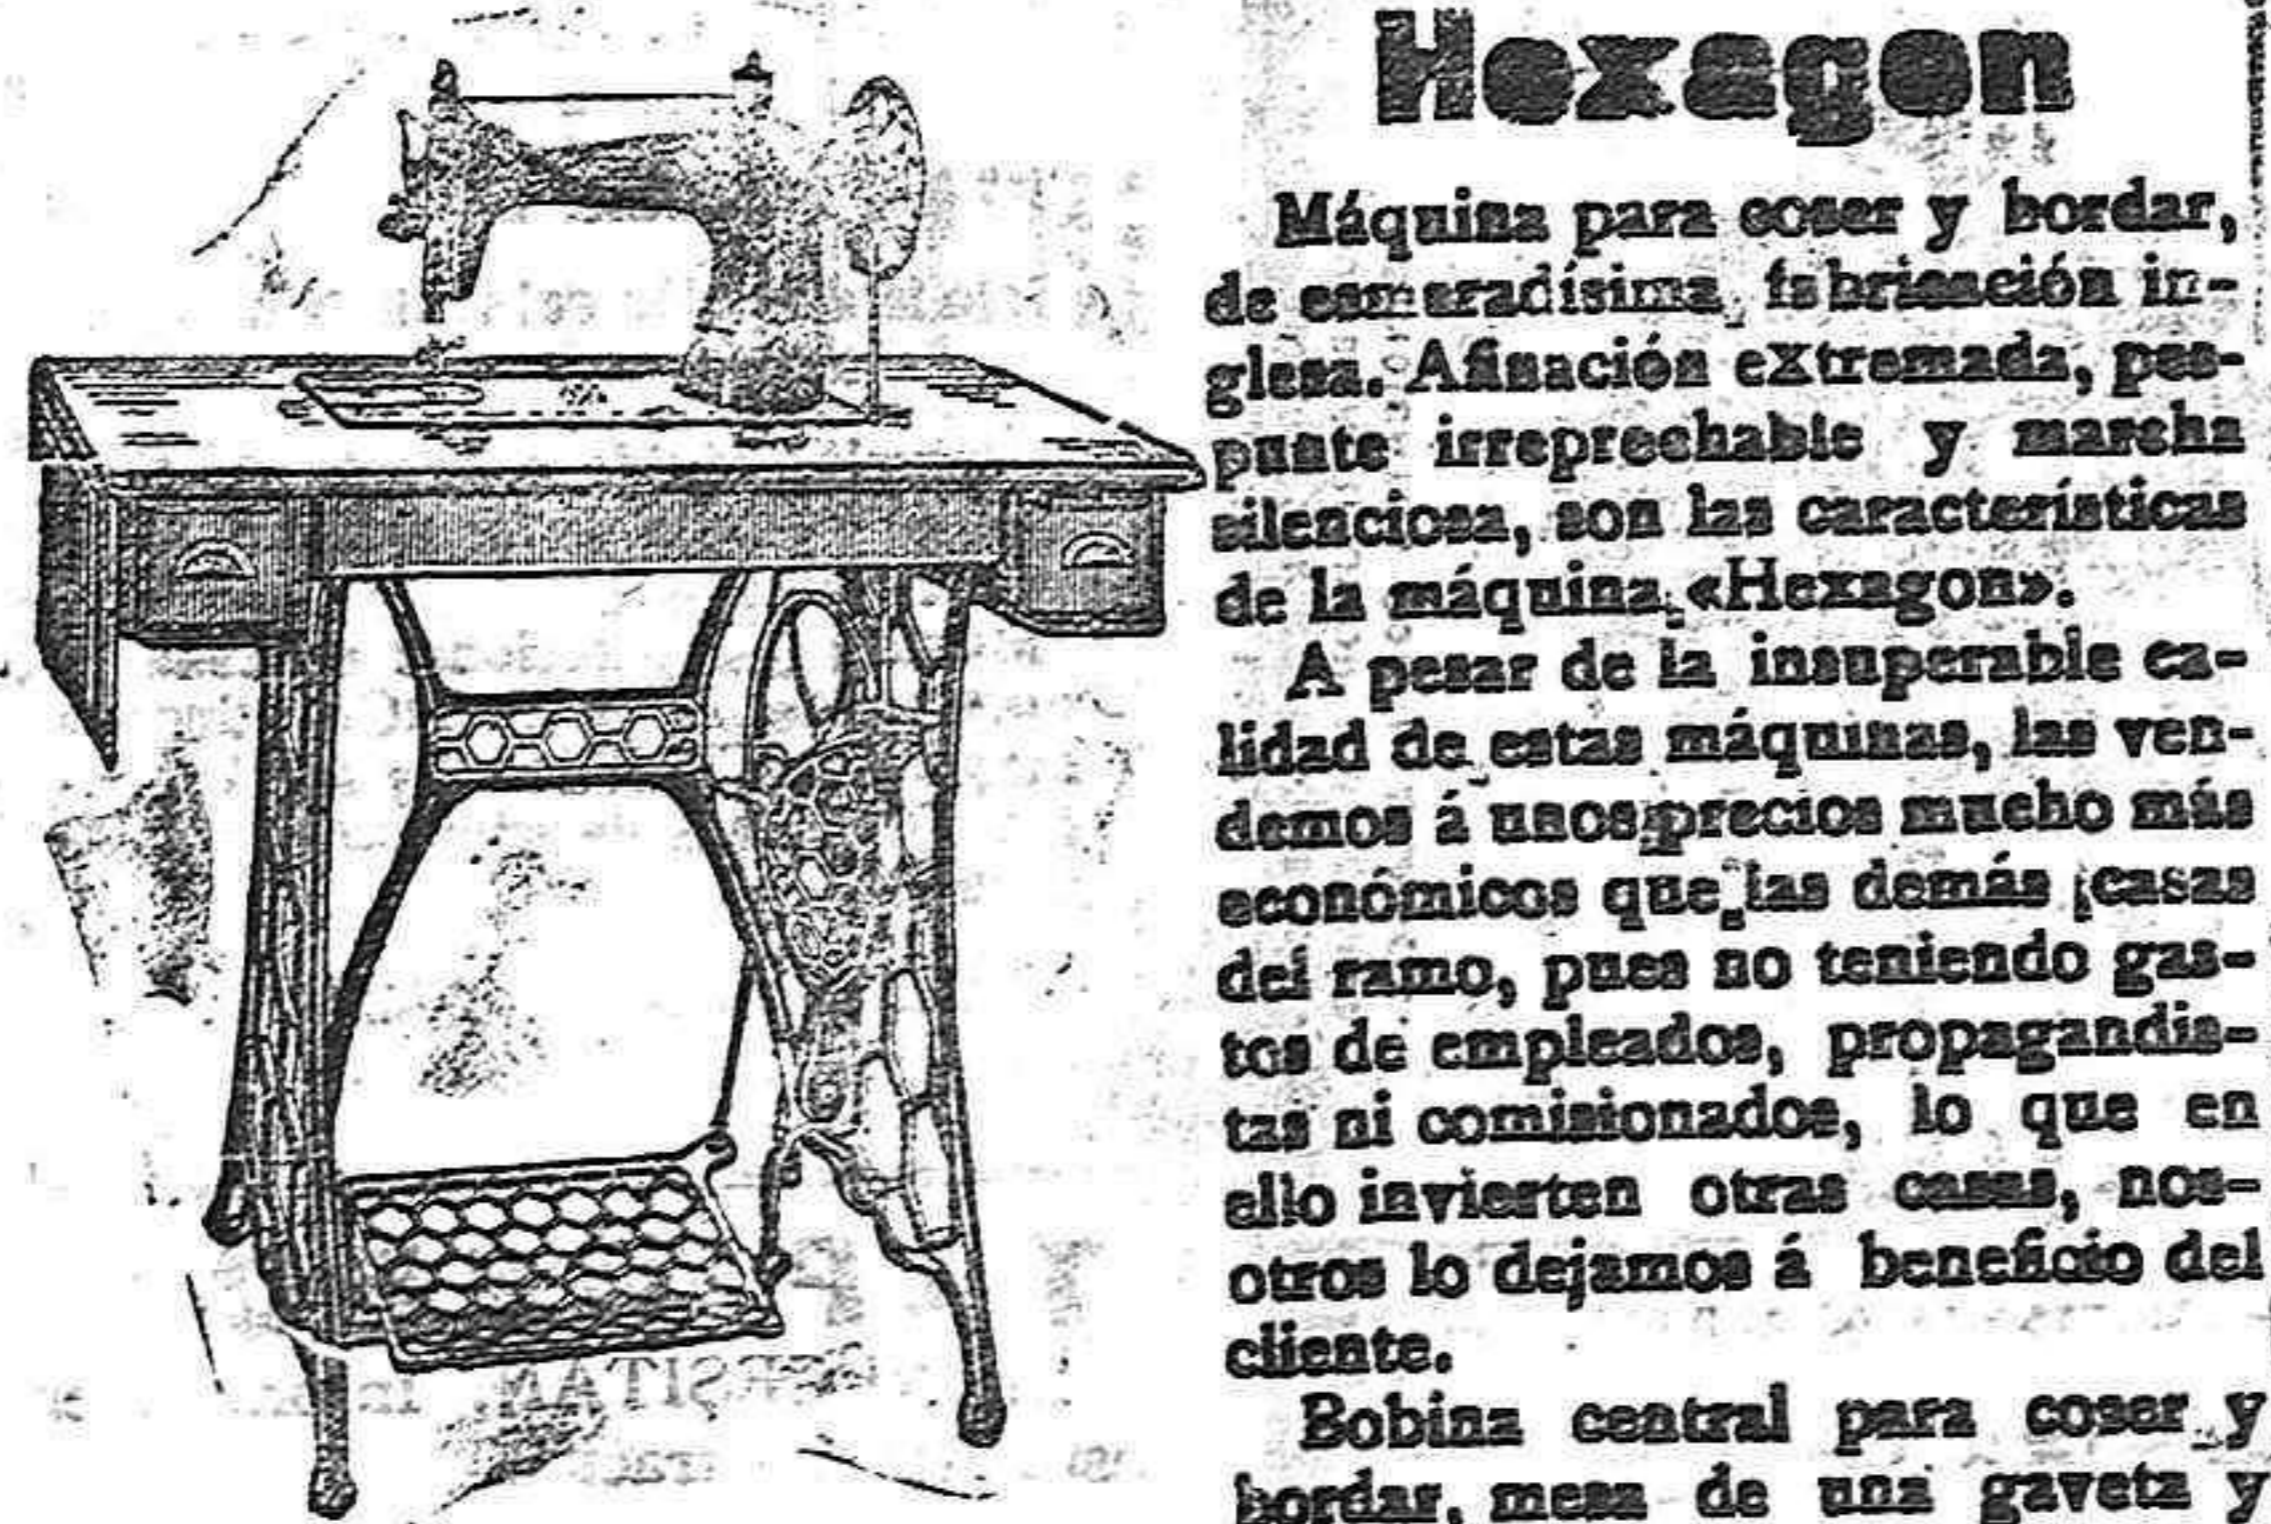 Hexagon
Máquina para coser y bordar,
de esmeradísima fabricación in-
glesa. Afinación eXtremada, pes-
punte irreprochable y marcha
silenciosa, son las características
de la máquina «Hexagon».
A pesar de la insuperable ca-
lidad de estas máquinas, las ven-
demos á unos precios mucho más
económicos que las demás casas
del ramo, pues no teniendo gas-
tos de empleados, propagandis-
tas ni comisionados, lo que en
ello invierten otras casas, nos-
otros lo dejamos á beneficio del
cliente.
Bobina central para coser y
bordar, mesa de una gaveta y